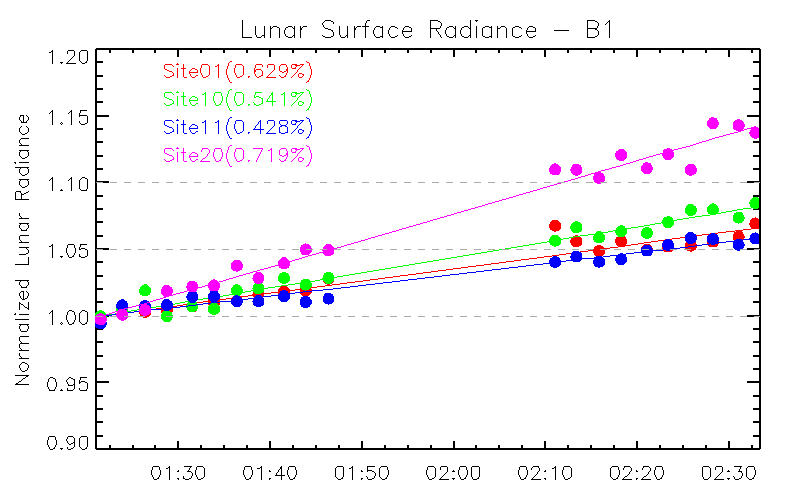 Lunar Surface Radiance - B1
Normalized Lunar Radiance
1.20
1.15
1.10
1.05
1.00
0.95
0.90
Site01(0.629%)
Site10(0.541%)
Site11(0.428%)
Site20(0.719%)
01:30 01:40 01:50 02:00 02:10 02:20 02:30